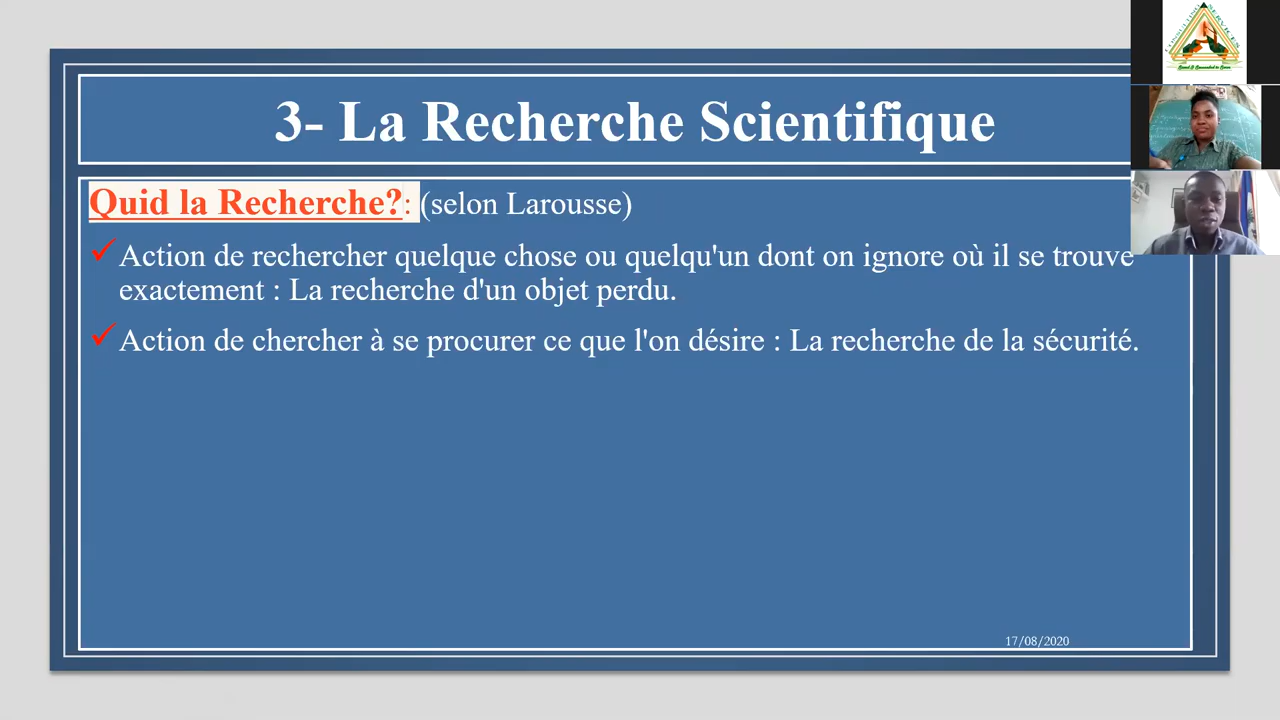 3- La Recherche Scientifique
Quid la Recherche?: (selon Larousse)
Action de rechercher quelque chose ou quelqu'un dont on ignore où il se trouve
exactement : La recherche d'un objet perdu.
Action de chercher à se procurer ce que l'on désire : La recherche de la sécurité.
17/08/2020